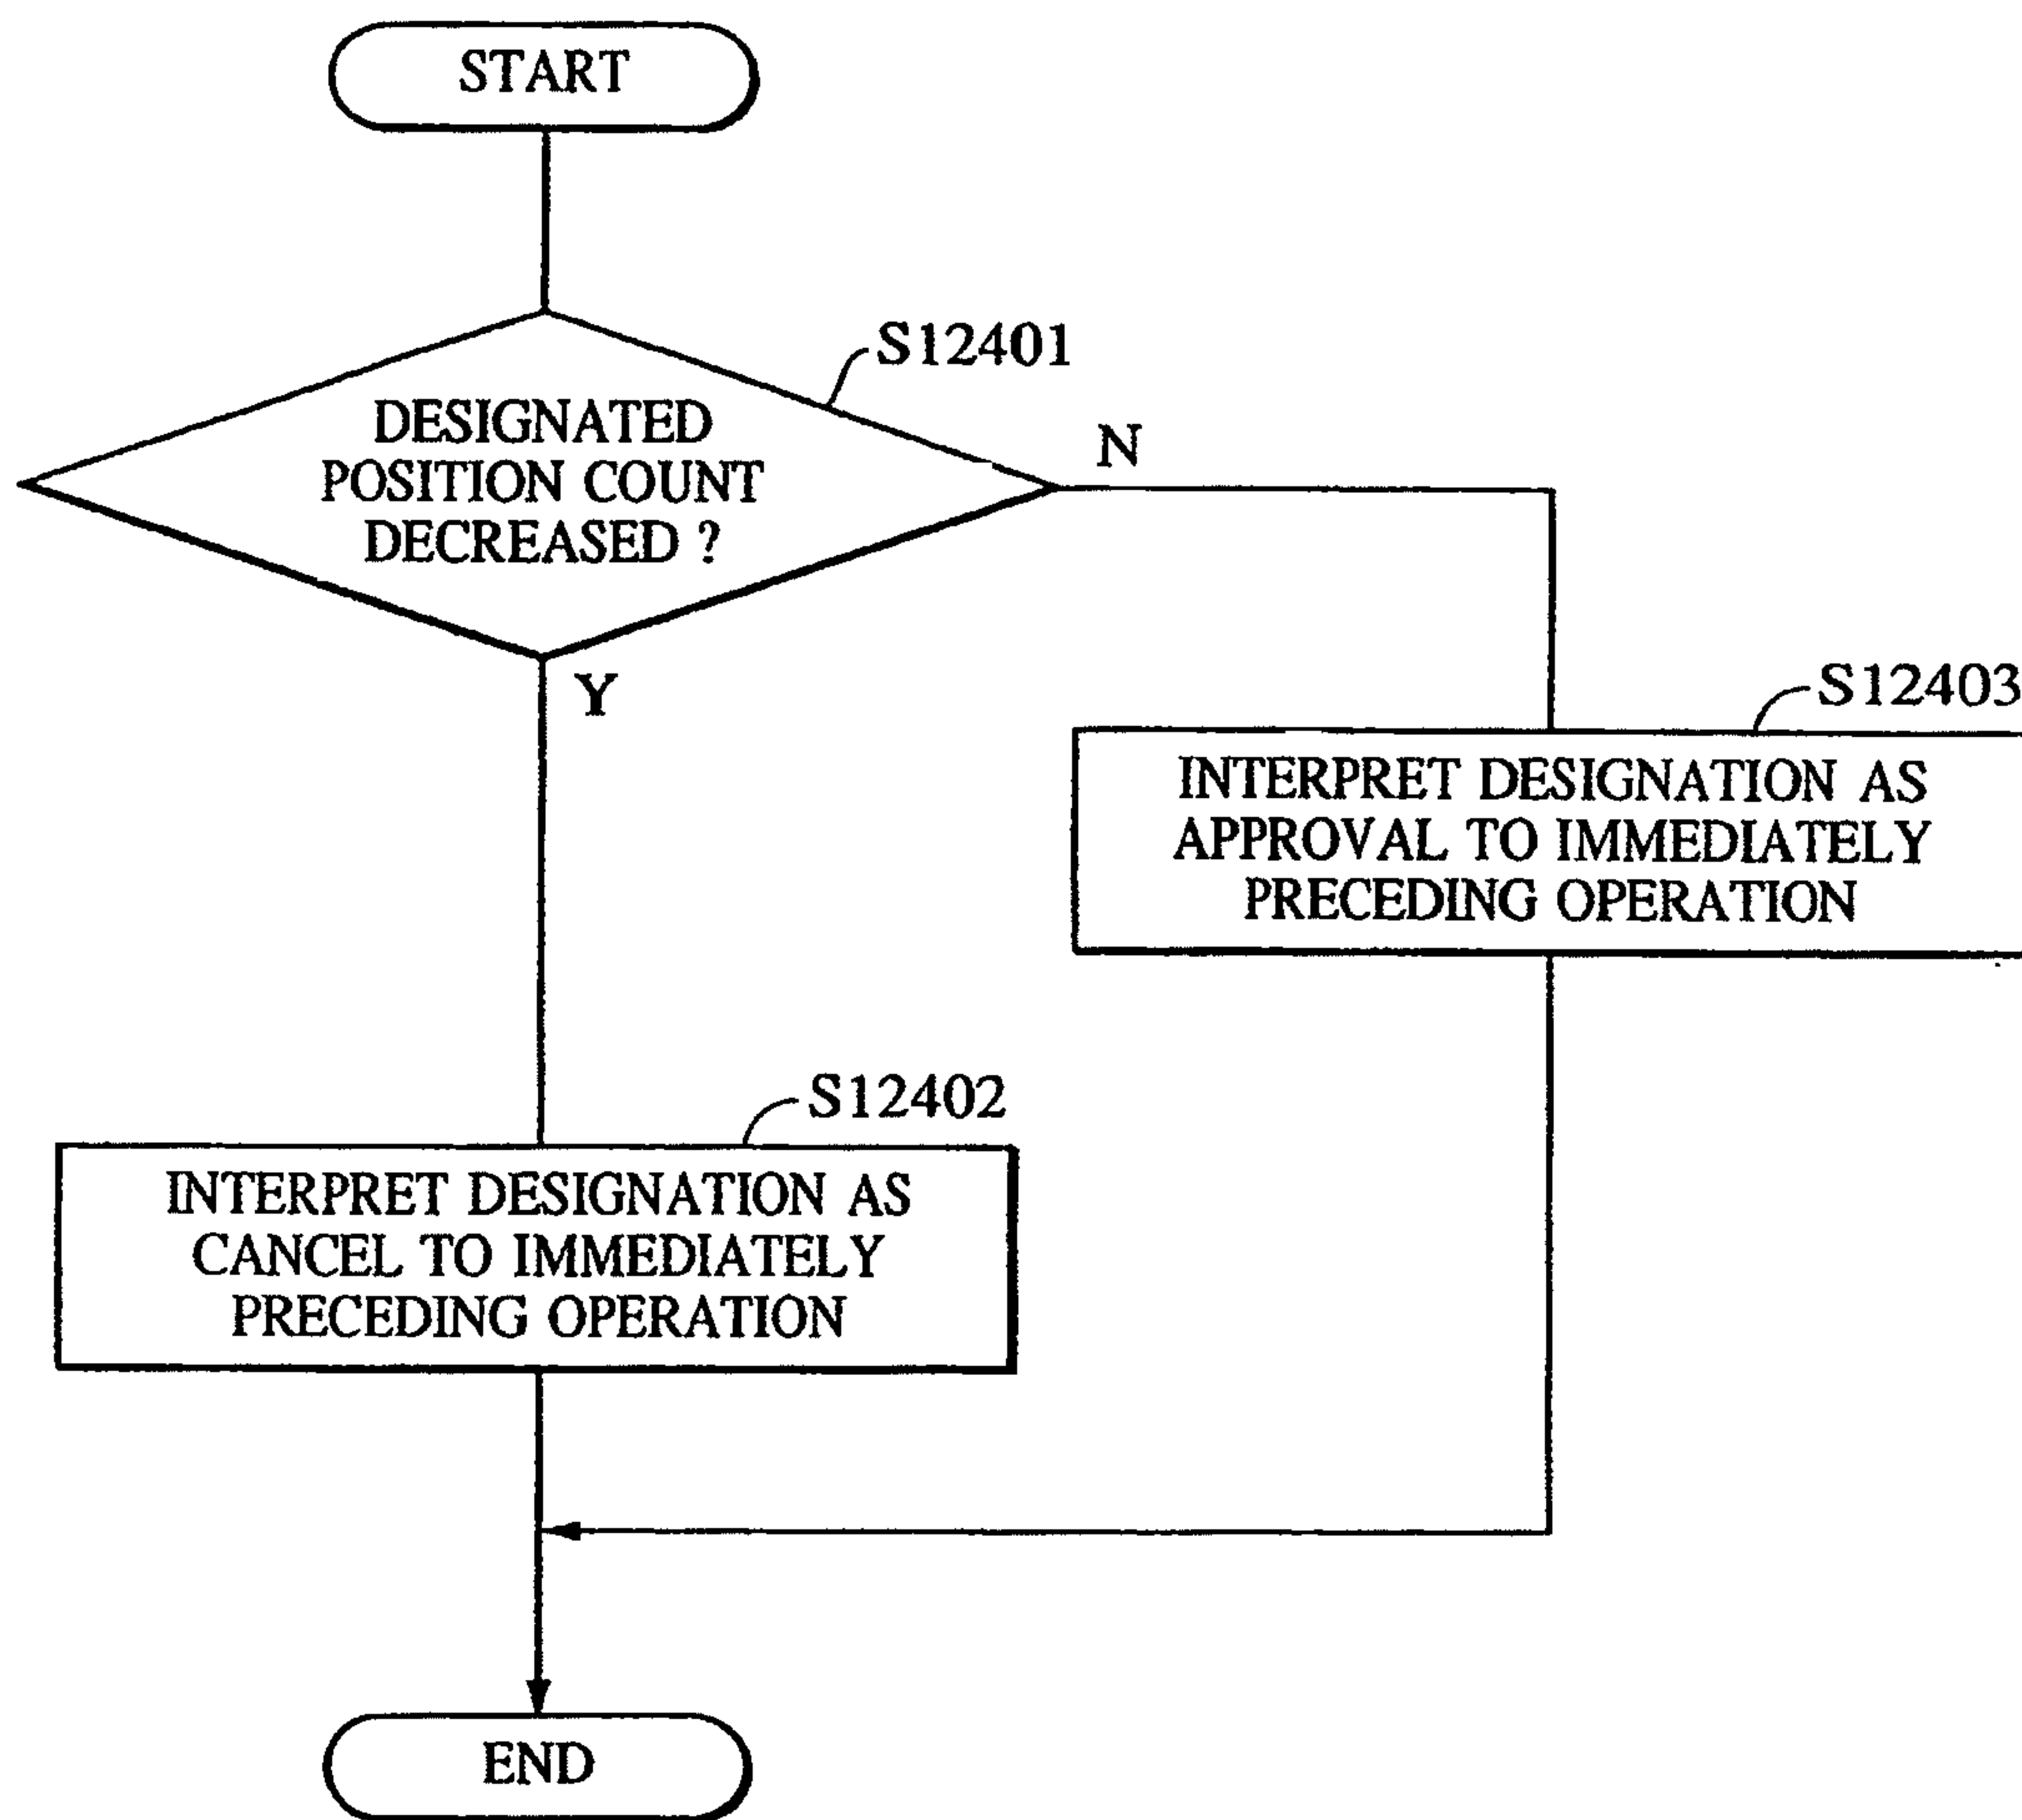 START
S12401
DESIGNATED
POSITION COUNT
DECREASED ?
N
Y
S12403
INTERPRET DESIGNATION AS
APPROVAL TO IMMEDIATELY
PRECEDING OPERATION
S12402
INTERPRET DESIGNATION AS
CANCEL TO IMMEDIATELY
PRECEDING OPERATION
END